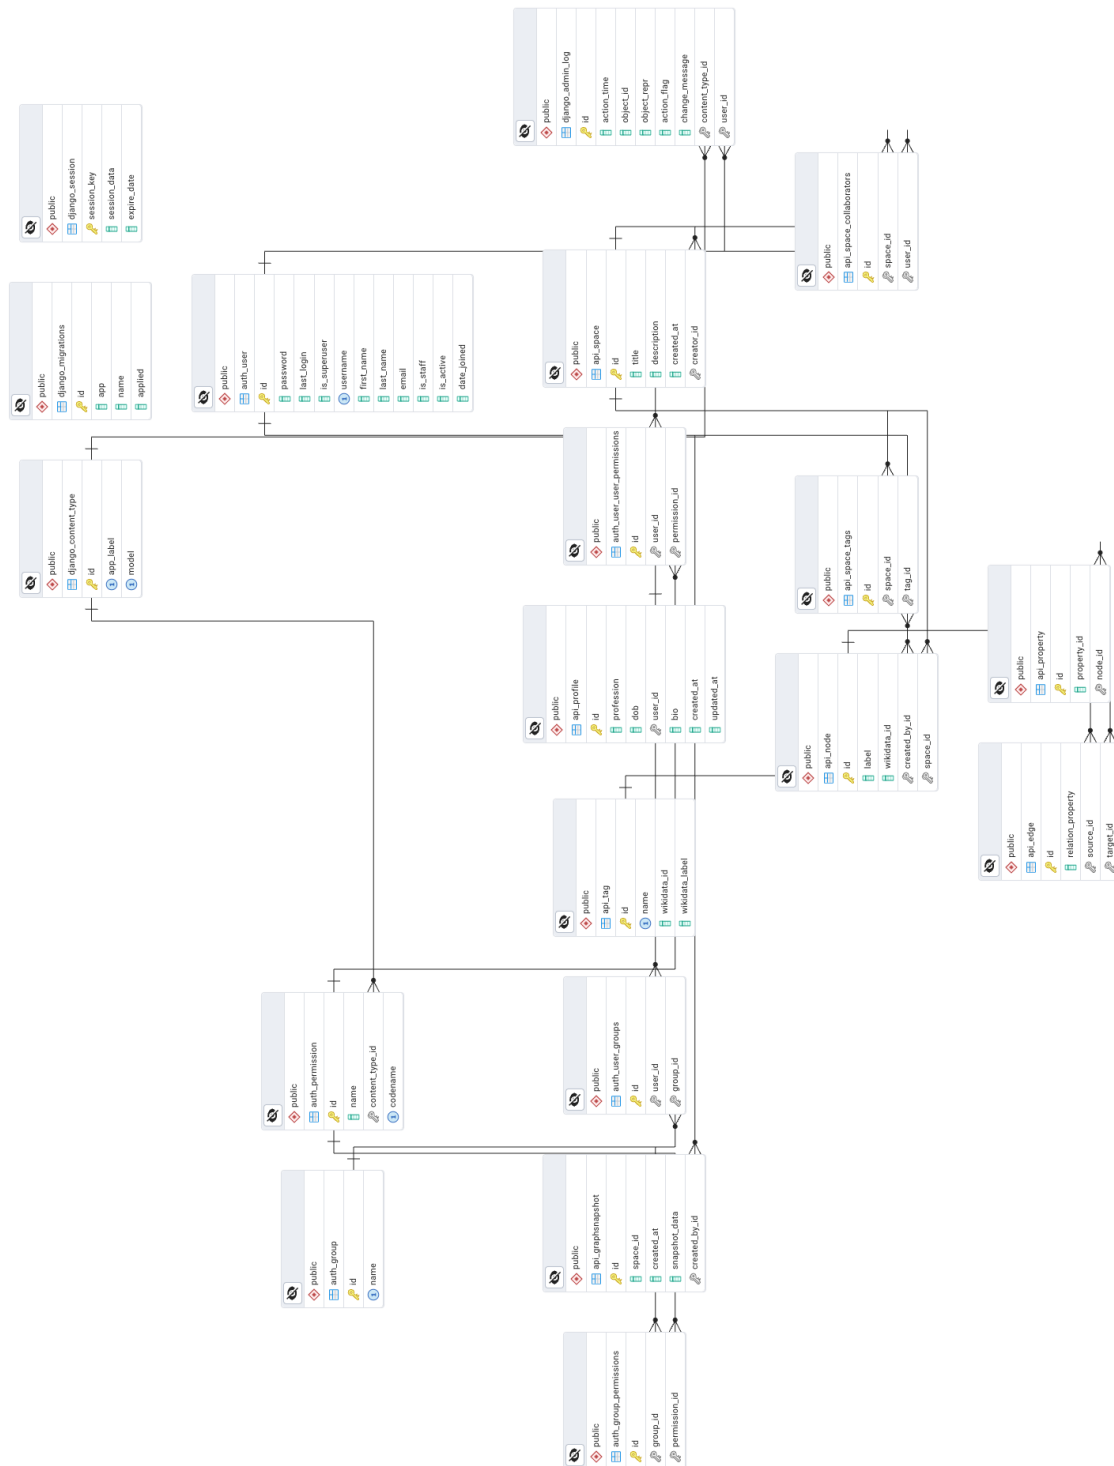 public
django_session
session_key
session_data
expire_date
public
django_migrations
id
app
name
applied
public
django_content_type
id
app_label
model
public
auth_user
id
password
last_login
is_superuser
username
first_name
last_name
email
is_staff
is_active
date_joined
public
auth_permission
id
name
content_type_id
codename
public
auth_group
id
name
public
django_admin_log
id
action_time
object_id
object_repr
action_flag
change_message
content_type_id
user_id
public
api_space
id
title
description
created_at
creator_id
public
auth_user_user_permissions
id
user_id
permission_id
public
api_profile
id
profession
dob
user_id
bio
created_at
updated_at
public
api_tag
id
name
wikidata_id
wikidata_label
public
auth_user_groups
id
user_id
group_id
public
api_graphsnapshot
id
space_id
created_at
snapshot_data
created_by_id
public
auth_group_permissions
id
group_id
permission_id
public
api_space_collaborators
id
space_id
user_id
public
api_space_tags
id
space_id
tag_id
public
api_node
id
label
wikidata_id
created_by_id
space_id
public
api_property
id
property_id
node_id
public
api_edge
id
relation_property
source_id
target_id